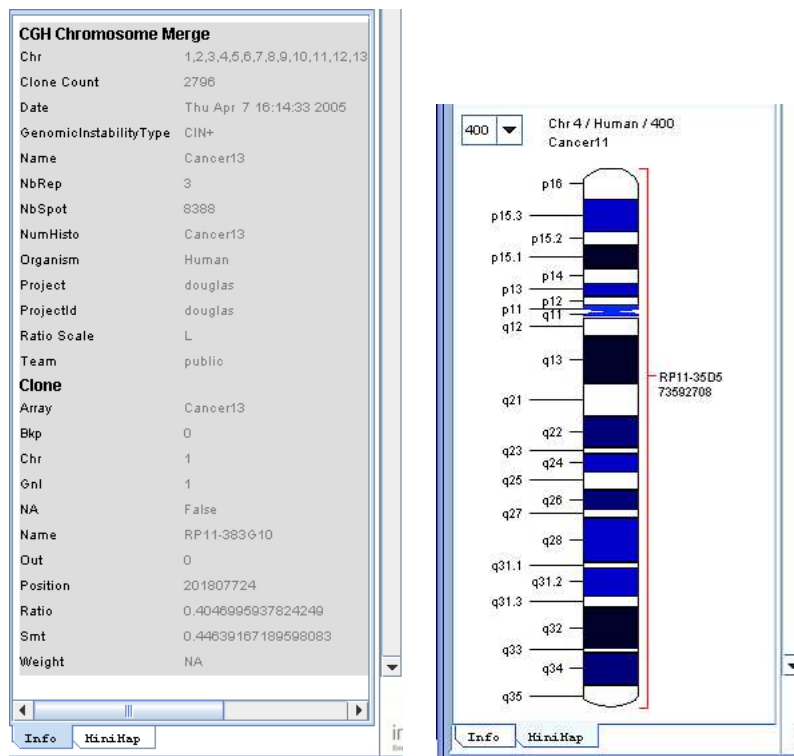 CGH Chromosome Merge
Chr 1,2,3,4,5,6,7,8,9,10,11,12,13
Clone Count 2796
Date Thu Apr 7 16:14:33 2005
GenomicInstabilityType CIN+
Name Cancer13
NbRep 3
NbSpot 8388
NumHisto Cancer13
Organism Human
Project douglas
ProjectId douglas
Ratio Scale L
Team public
Clone
Array Cancer13
Bkp 0
Chr 1
Gnl 1
NA False
Name RP11-383G10
Out 0
Position 201807724
Ratio 0.4046995937824249
Smt 0.44639167189598083
Weight NA
Info MiniMap
400
Chr 4 / Human / 400
Cancer11
p16
p15.3
p15.2
p15.1
p14
p13
p12
p11
q11
q12
q13
RP11-35D5
73592708
q21
q22
q23
q24
q25
q26
q27
q28
q31.1
q31.2
q31.3
q32
q33
q34
q35
Info MiniMap